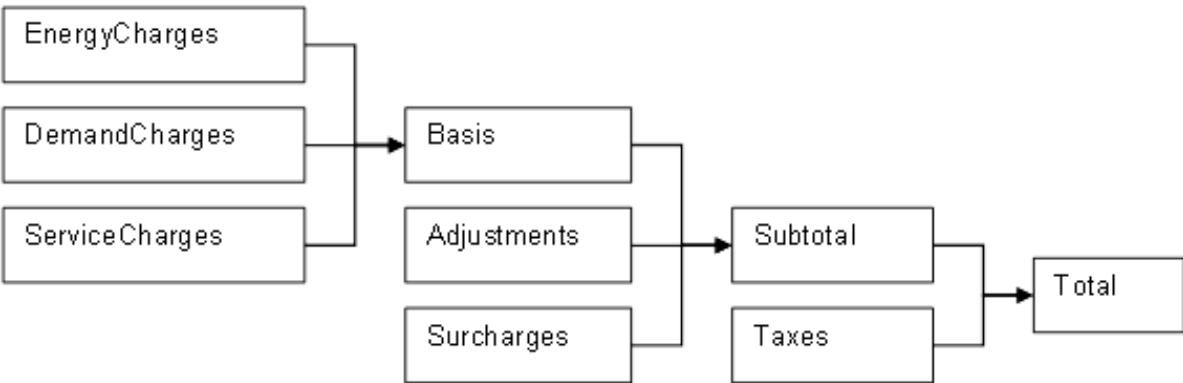 EnergyCharges
DemandCharges
ServiceCharges
Basis
Adjustments
Surcharges
Subtotal
Taxes
Total